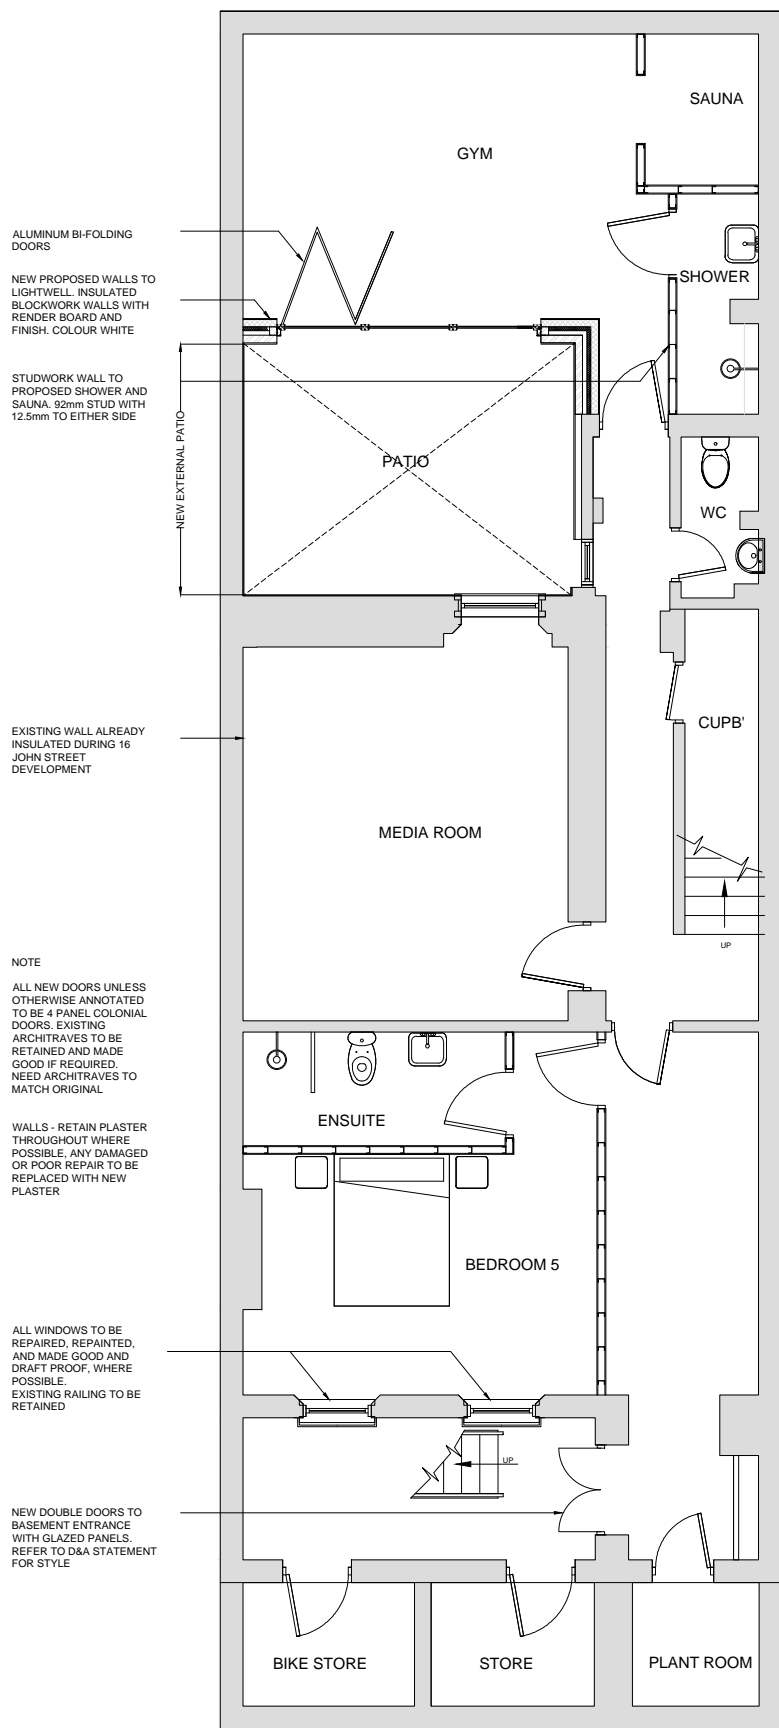 SAUNA
GYM
ALUMINUM BI-FOLDING
DOORS
NEW PROPOSED WALLS TO
LIGHTWELL. INSULATED
BLOCKWORK WALLS WITH
RENDER BOARD AND
FINISH. COLOUR WHITE
SHOWER
STUDWORK WALL TO
PROPOSED SHOWER AND
SAUNA. 92mm STUD WITH
12.5mm TO EITHER SIDE
NEW EXTERNAL PATIO
PATIO
WC
EXISTING WALL ALREADY
INSULATED DURING 16
JOHN STREET
DEVELOPMENT
CUPB'
MEDIA ROOM
UP
NOTE
ALL NEW DOORS UNLESS
OTHERWISE ANNOTATED
TO BE 4 PANEL COLONIAL
DOORS. EXISTING
ARCHITRAVES TO BE
RETAINED AND MADE
GOOD IF REQUIRED.
NEED ARCHITRAVES TO
MATCH ORIGINAL
WALLS - RETAIN PLASTER
THROUGHOUT WHERE
POSSIBLE, ANY DAMAGED
OR POOR REPAIR TO BE
REPLACED WITH NEW
PLASTER
ENSUITE
BEDROOM 5
ALL WINDOWS TO BE
REPAIRED, REPAINTED,
AND MADE GOOD AND
DRAFT PROOF, WHERE
POSSIBLE.
EXISTING RAILING TO BE
RETAINED
UP
NEW DOUBLE DOORS TO
BASEMENT ENTRANCE
WITH GLAZED PANELS.
REFER TO D&A STATEMENT
FOR STYLE
BIKE STORE
STORE
PLANT ROOM